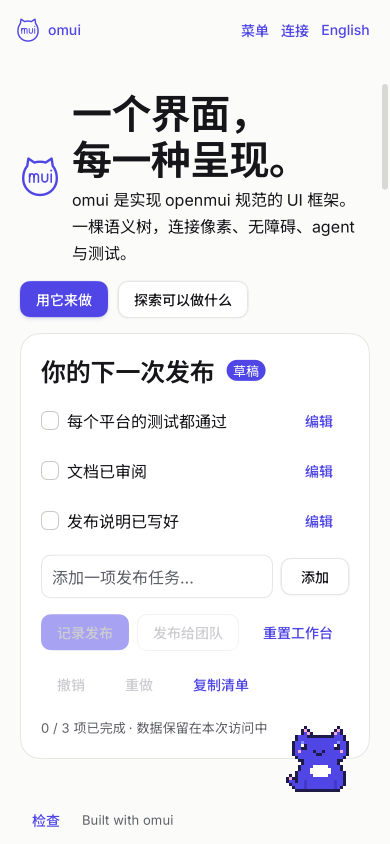 mui omui 菜单 连接 English
一个界面，
每一种呈现。
mui
omui 是实现 openmui 规范的 UI 框架。
一棵语义树，连接像素、无障碍、agent
与测试。
用它来做 探索可以做什么
你的下一次发布 草稿
每个平台的测试都通过 编辑
文档已审阅 编辑
发布说明已写好 编辑
添加一项发布任务... 添加
记录发布 发布给团队 重置工作台
撤销 重做 复制清单
0 / 3 项已完成 · 数据保留在本次访问中
检查 Built with omui